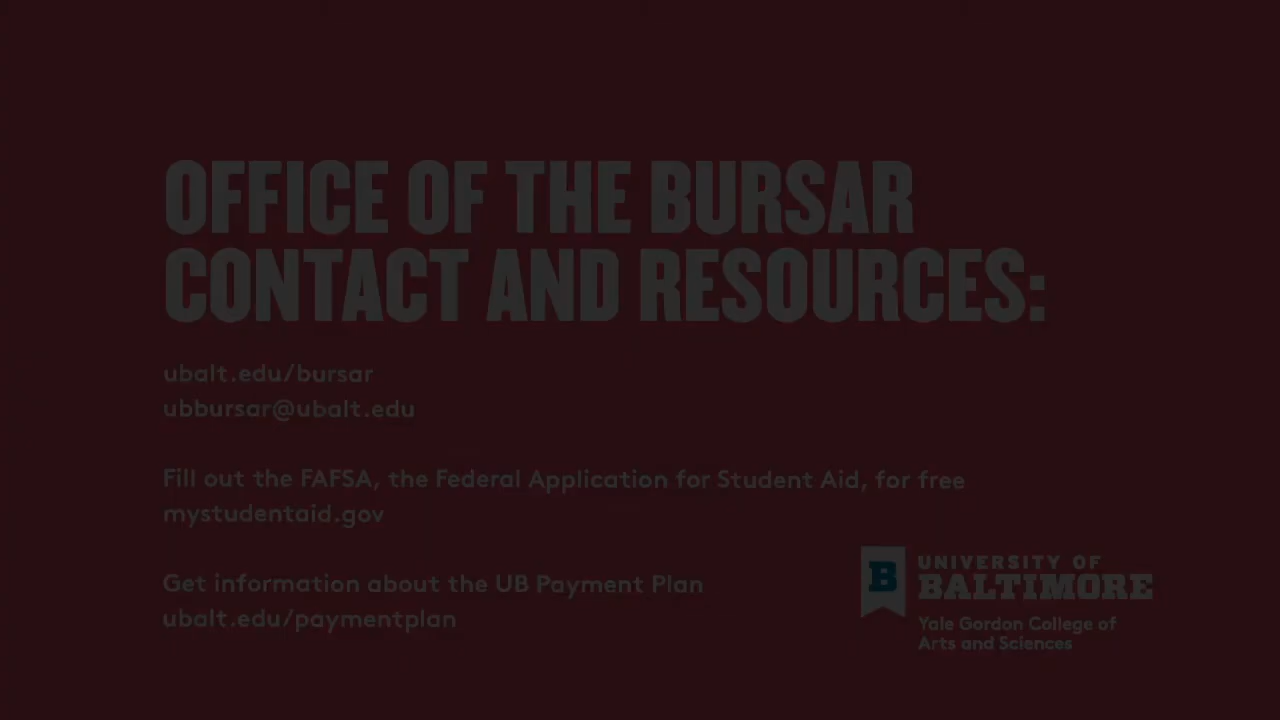 OFFICE OF THE BURSAR
CONTACT AND RESOURCES:
ubalt.edu/bursar
ubbursar@ubalt.edu
Fill out the FAFSA, the Federal Application for Student Aid, for free
mystudentaid.gov
Get information about the UB Payment Plan
ubalt.edu/paymentplan
B
UNIVERSITY OF
BALTIMORE
Yale Gordon College of
Arts and Sciences